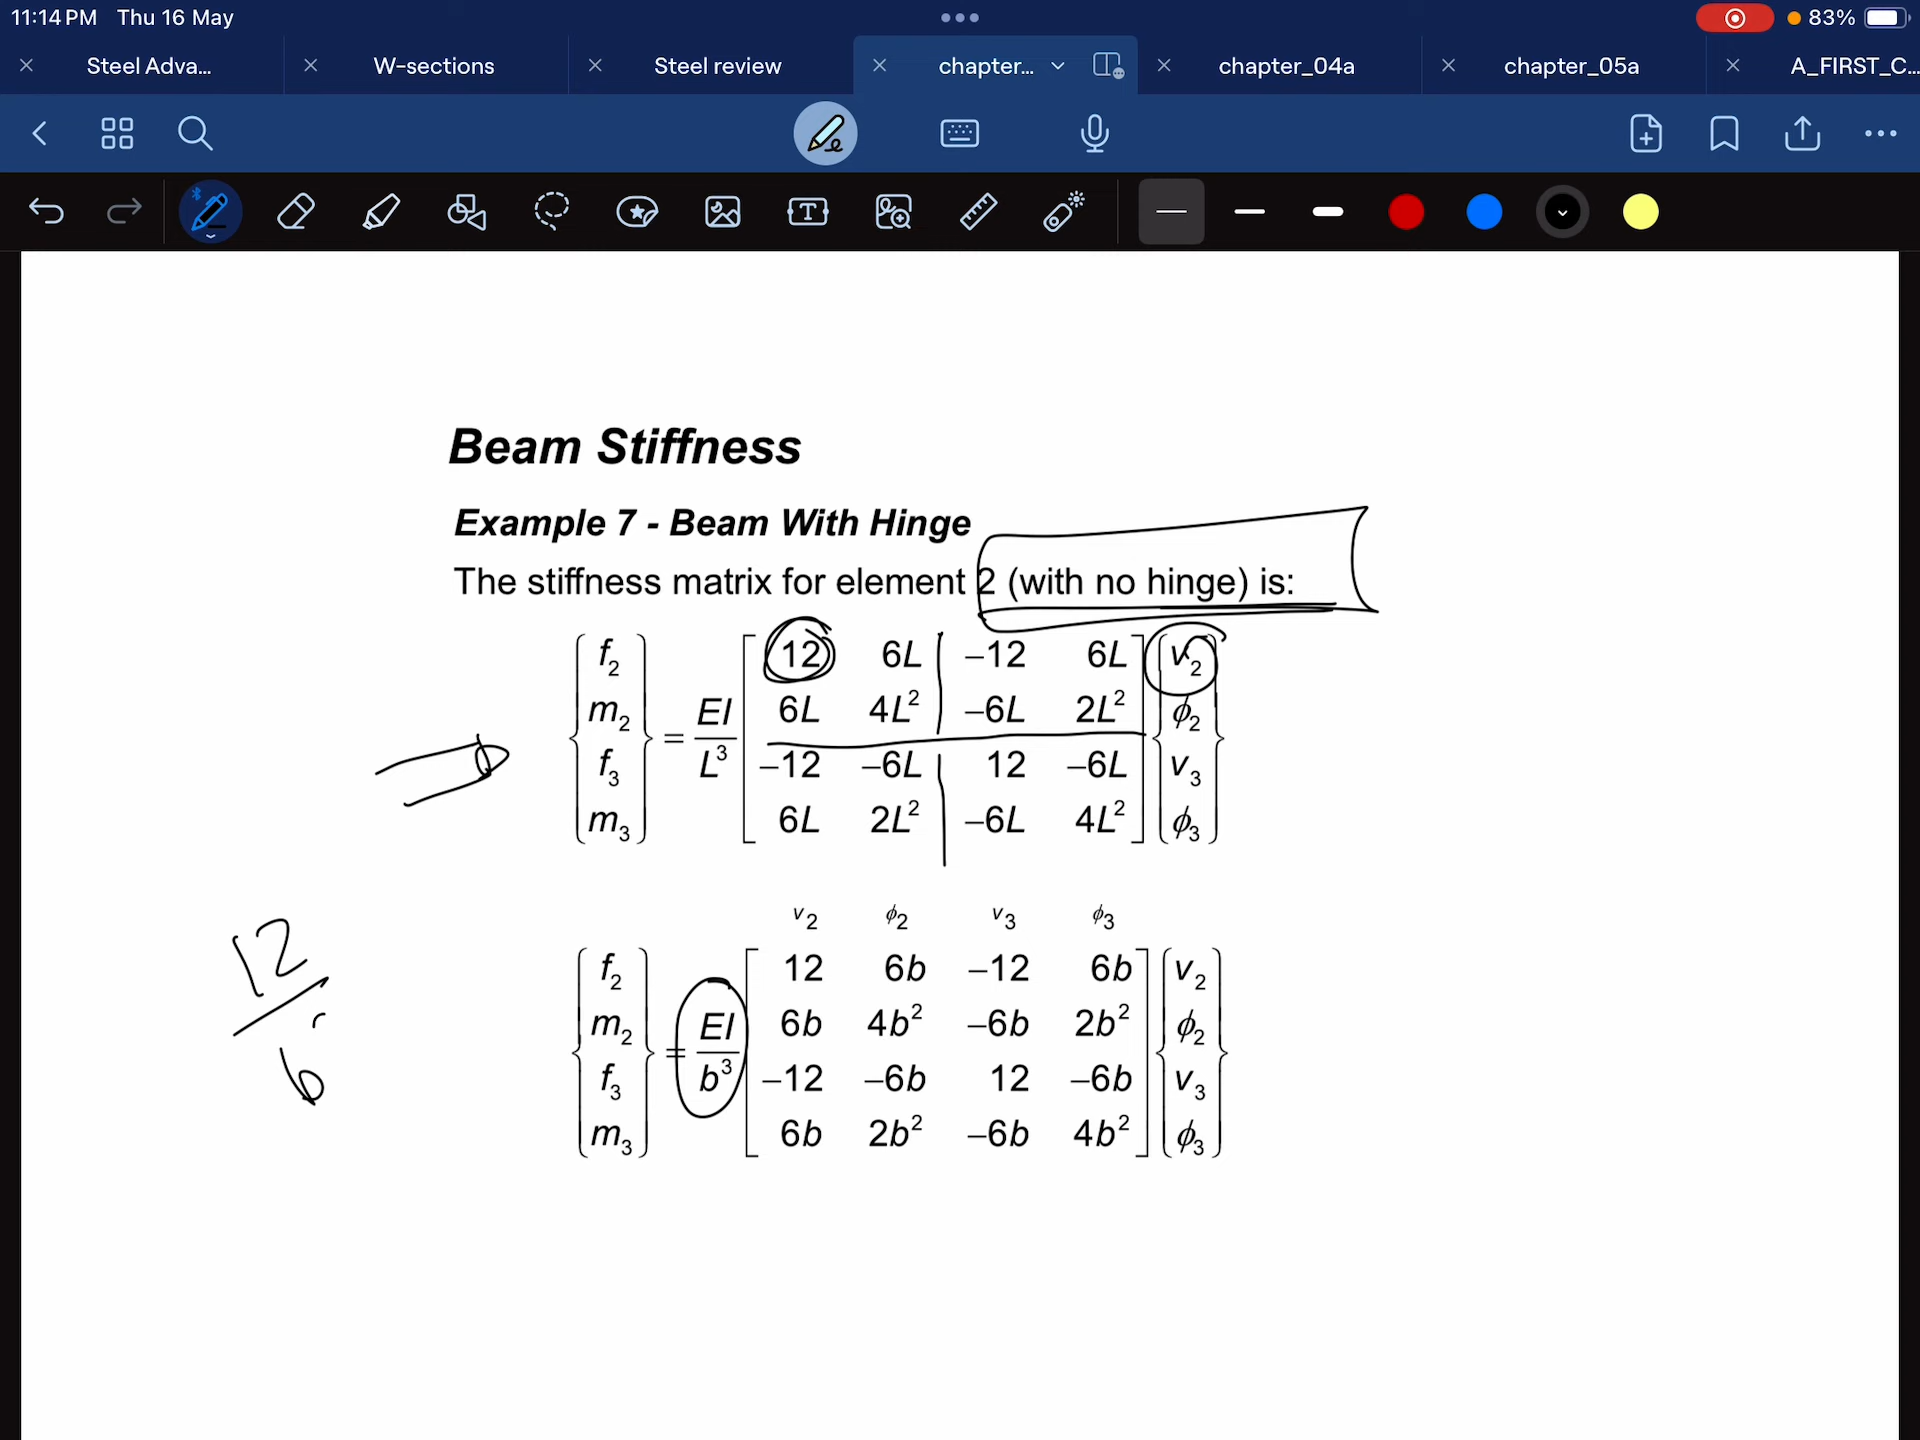 11:14 PM Thu 16 May
83%
Steel Adva...
W-sections
Steel review
chapter...
chapter_04a
chapter_05a
A_FIRST_C...
Beam Stiffness
Example 7 - Beam With Hinge
The stiffness matrix for element 2 (with no hinge) is:
f₂ 12 6L −12 6L v₂
m₂ 6L 4L² −6L 2L² ϕ₂
= EI/L³
f₃ −12 −6L 12 −6L v₃
m₃ 6L 2L² −6L 4L² ϕ₃
v₂ ϕ₂ v₃ ϕ₃
f₂ 12 6b −12 6b v₂
m₂ 6b 4b² −6b 2b² ϕ₂
= EI/b³
f₃ −12 −6b 12 −6b v₃
m₃ 6b 2b² −6b 4b² ϕ₃
12
b